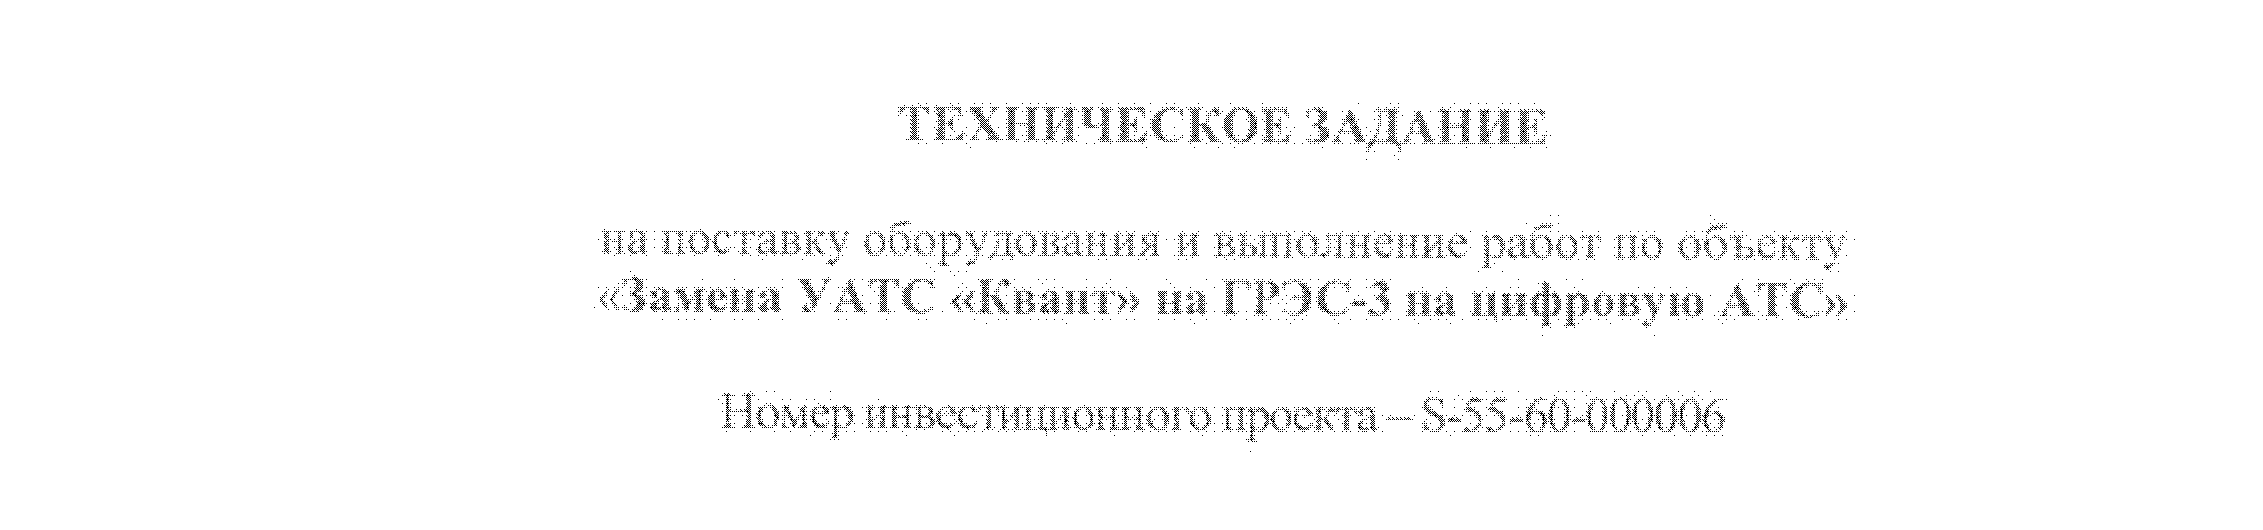 ТЕХНИЧЕСКОЕ ЗАДАНИЕ
на поставку оборудования и выполнение работ по объекту
«Замена УАТС «Квант» на ГРЭС-3 на цифровую АТС»
Номер инвестиционного проекта – S-55-60-000006